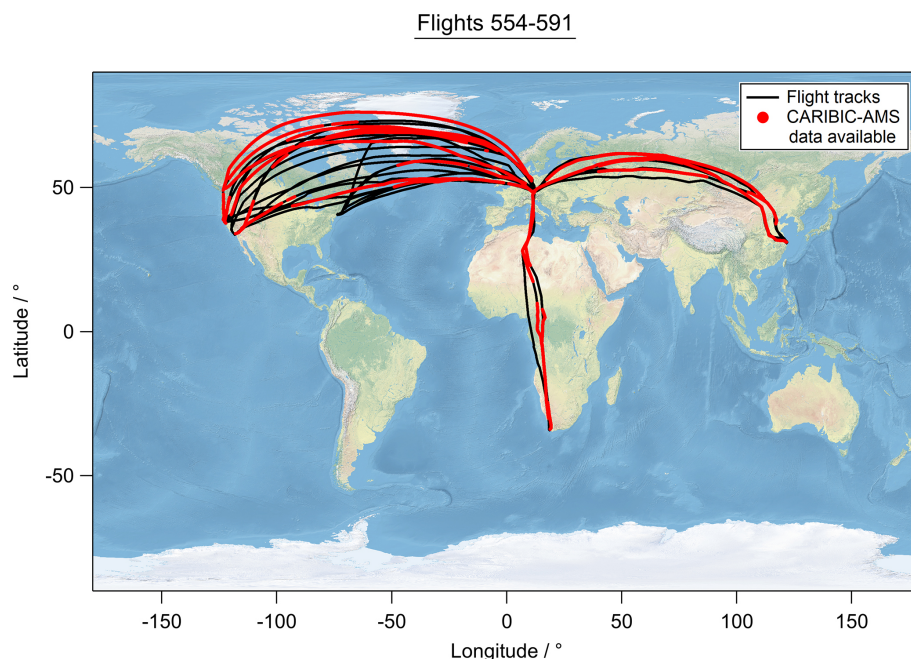 Flights 554-591
Flight tracks
CARIBIC-AMS
data available
50
0
-50
Latitude / °
-150
-100
-50
0
50
100
150
Longitude / °